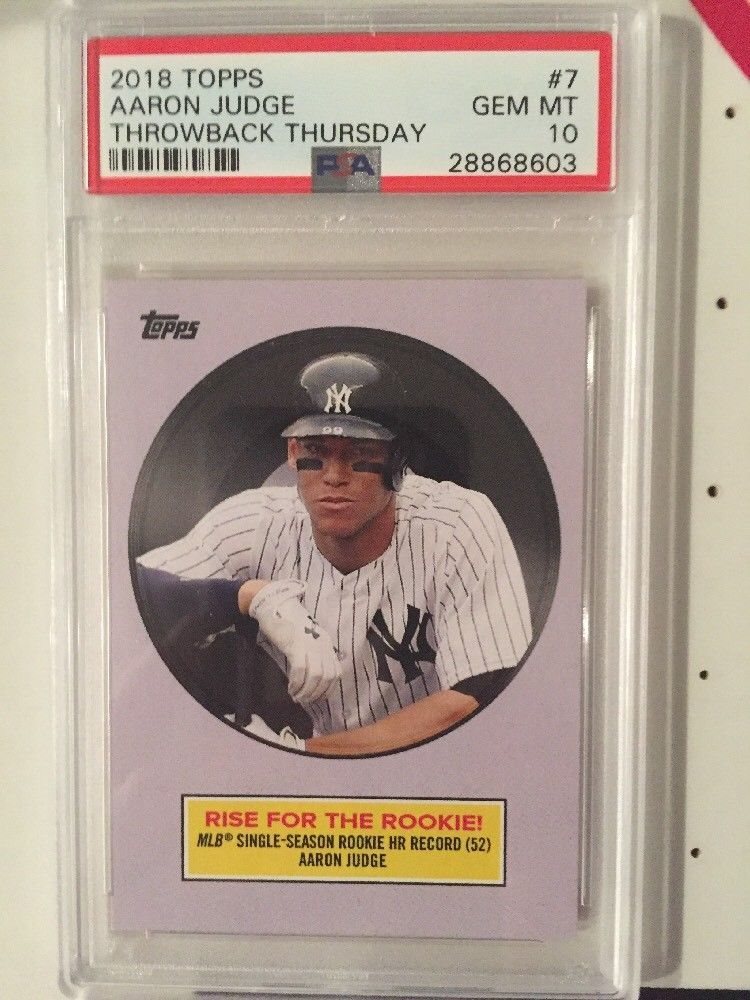 2018 TOPPS #7
AARON JUDGE GEM MT
THROWBACK THURSDAY 10
PSA 28868603
Topps
NY
99
NY
RISE FOR THE ROOKIE!
MLB® SINGLE-SEASON ROOKIE HR RECORD (52)
AARON JUDGE